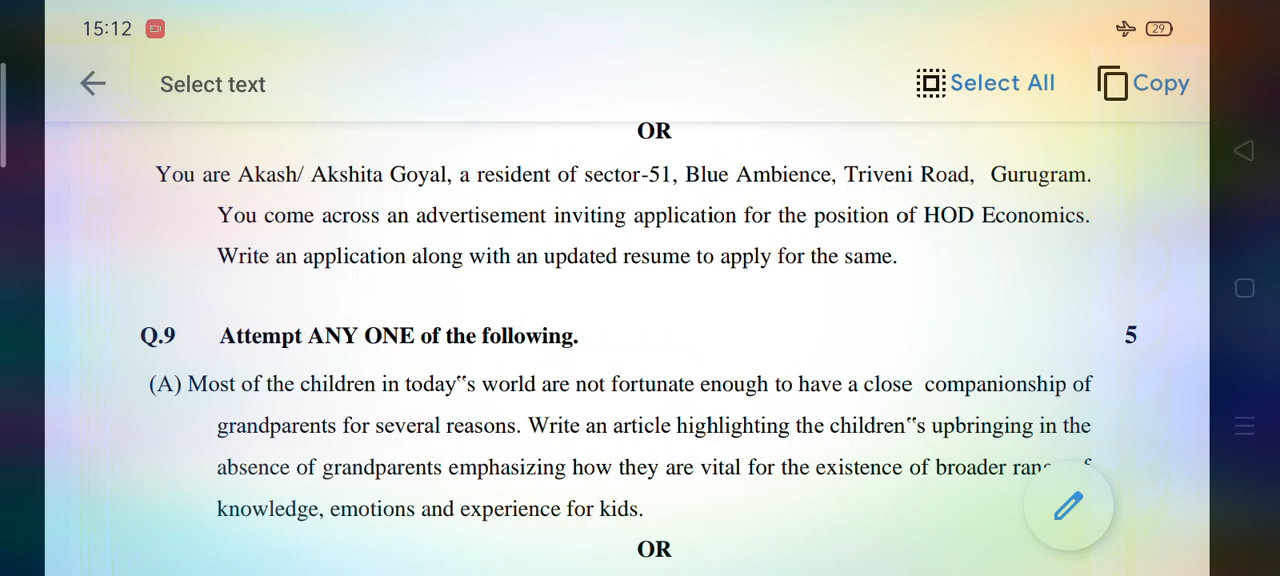 15:12
29
Select text
Select All
Copy
OR
You are Akash/ Akshita Goyal, a resident of sector-51, Blue Ambience, Triveni Road, Gurugram.
You come across an advertisement inviting application for the position of HOD Economics.
Write an application along with an updated resume to apply for the same.
Q.9 Attempt ANY ONE of the following. 5
(A) Most of the children in today‟s world are not fortunate enough to have a close companionship of
grandparents for several reasons. Write an article highlighting the children‟s upbringing in the
absence of grandparents emphasizing how they are vital for the existence of broader
knowledge, emotions and experience for kids.
OR